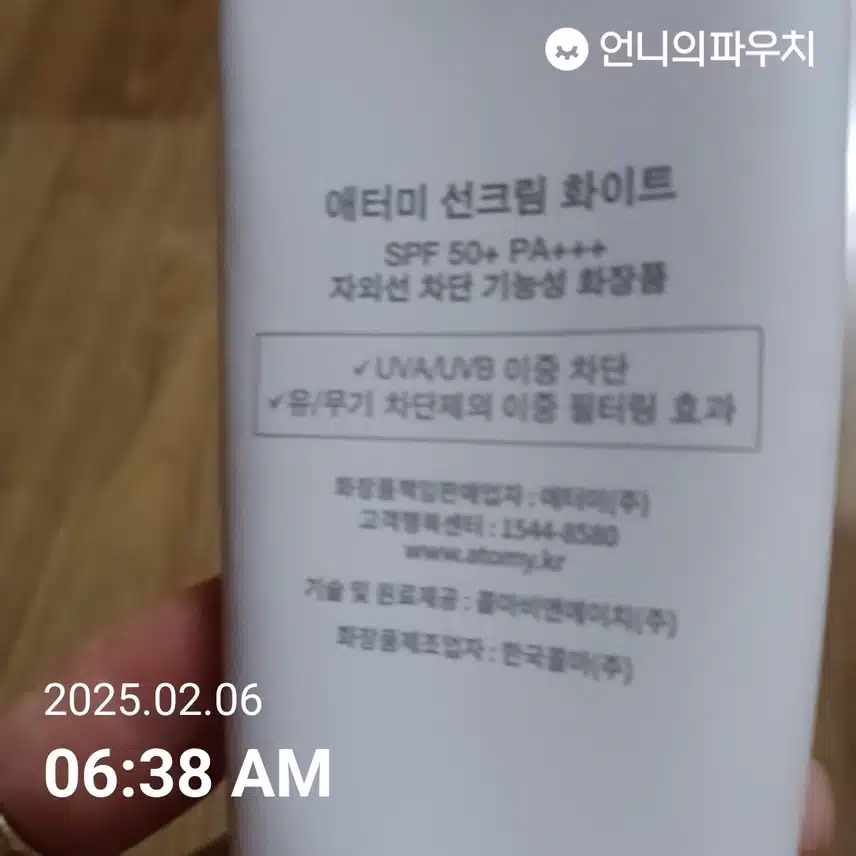 언니의파우치
애터미 선크림 화이트
SPF 50+ PA+++
자외선 차단 기능성 화장품
✓UVA/UVB 이중 차단
✓유/무기 차단제의 이중 필터링 효과
화장품책임판매업자 : 애터미(주)
고객행복센터 : 1544-8580
www.atomy.kr
기술 및 원료제공 : 콜마비앤에이치(주)
화장품제조업자 : 한국콜마(주)
2025.02.06
06:38 AM